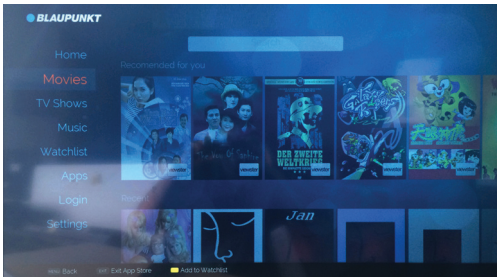 BLAUPUNKT
Home
Movies
TV Shows
Music
Watchlist
Apps
Login
Settings
Recomended for you
DER ZWEITE
WELTKRIEG
Recent
Jan
Back
Exit App Store
Add to Watchlist